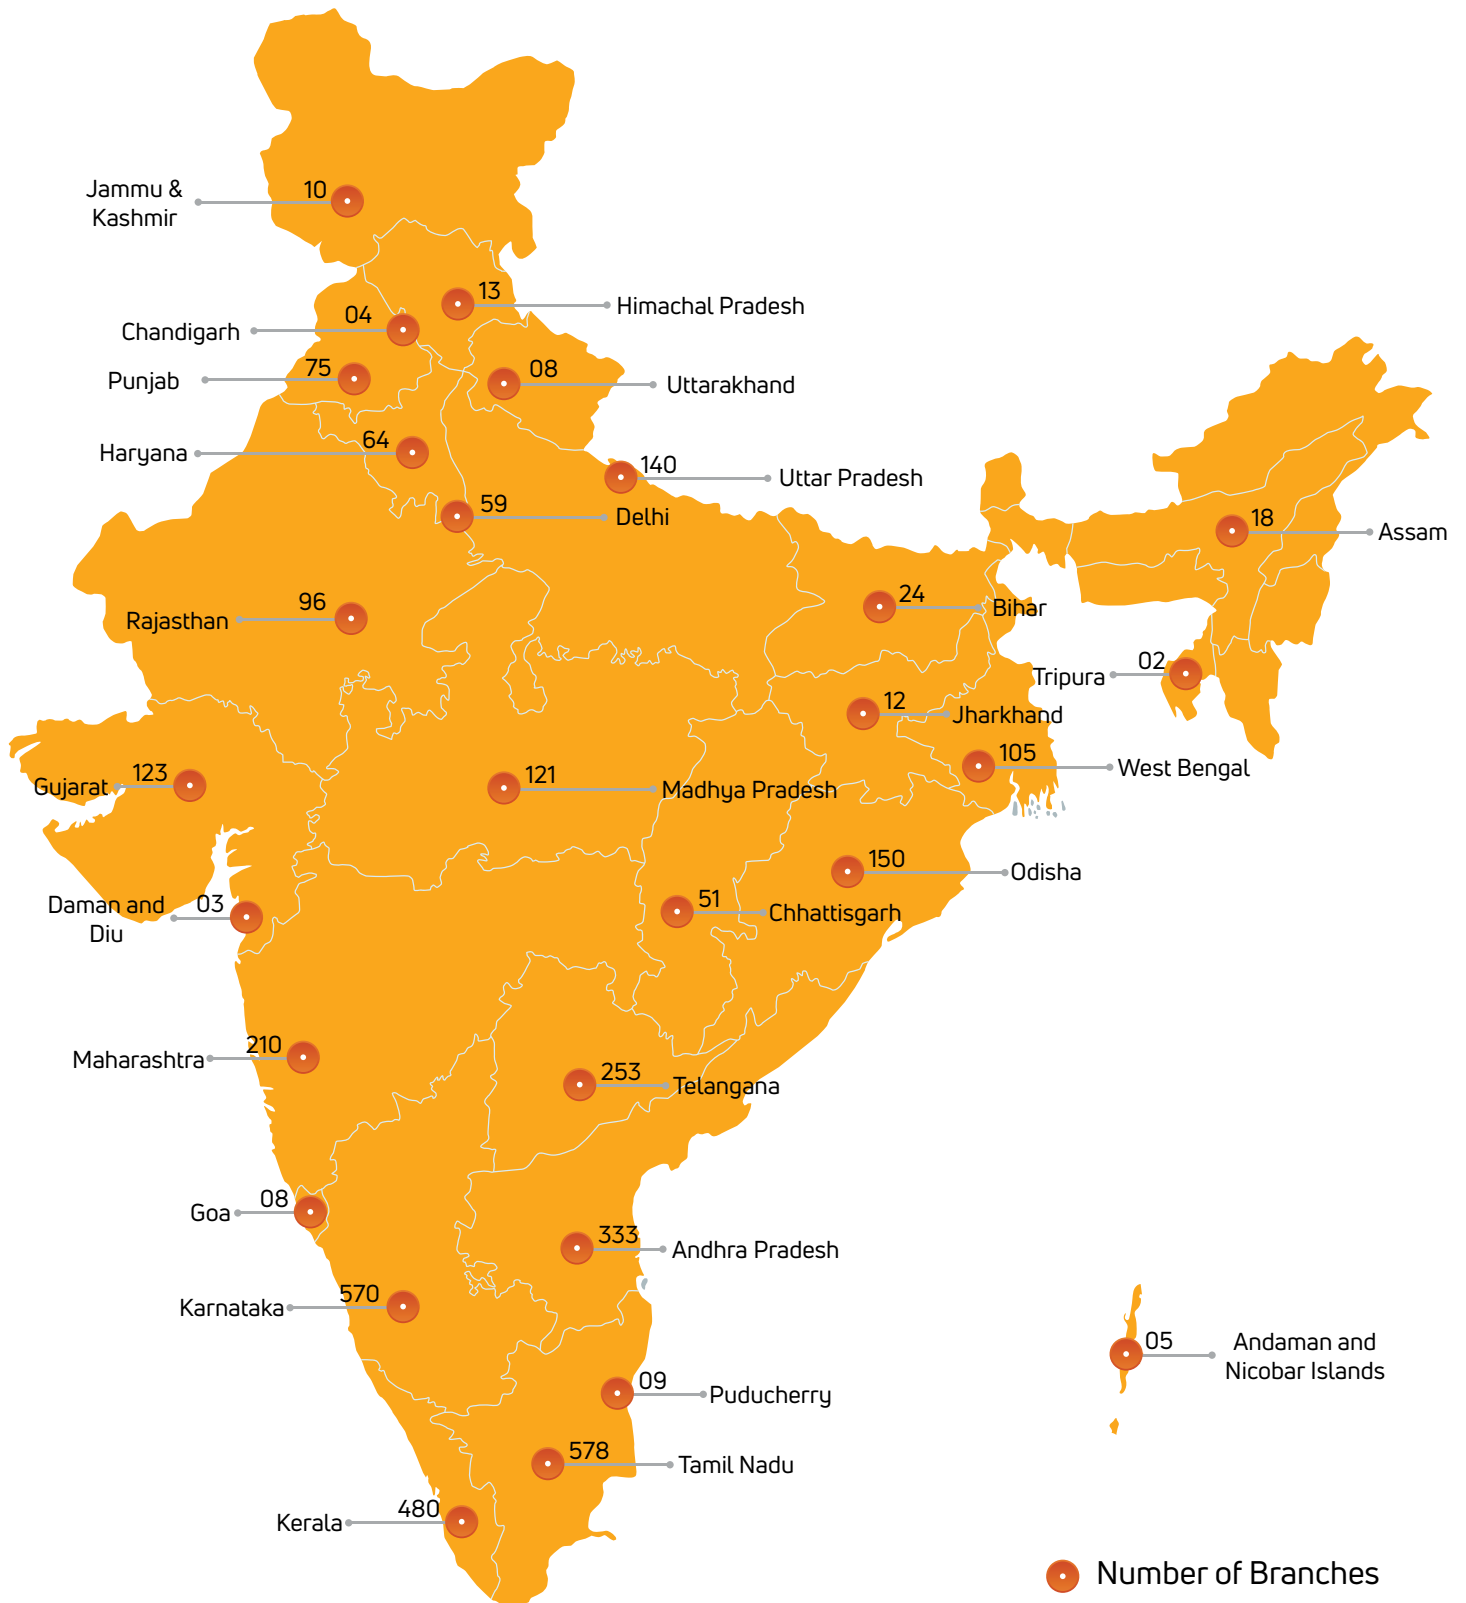 10
Jammu &
Kashmir
13
Himachal Pradesh
04
Chandigarh
75
Punjab
08
Uttarakhand
64
Haryana
140
Uttar Pradesh
59
Delhi
18
Assam
96
Rajasthan
24
Bihar
02
Tripura
12
Jharkhand
105
West Bengal
123
Gujarat
121
Madhya Pradesh
150
Odisha
51
Chhattisgarh
03
Daman and
Diu
210
Maharashtra
253
Telangana
08
Goa
333
Andhra Pradesh
570
Karnataka
05
Andaman and
Nicobar Islands
09
Puducherry
578
Tamil Nadu
480
Kerala
Number of Branches